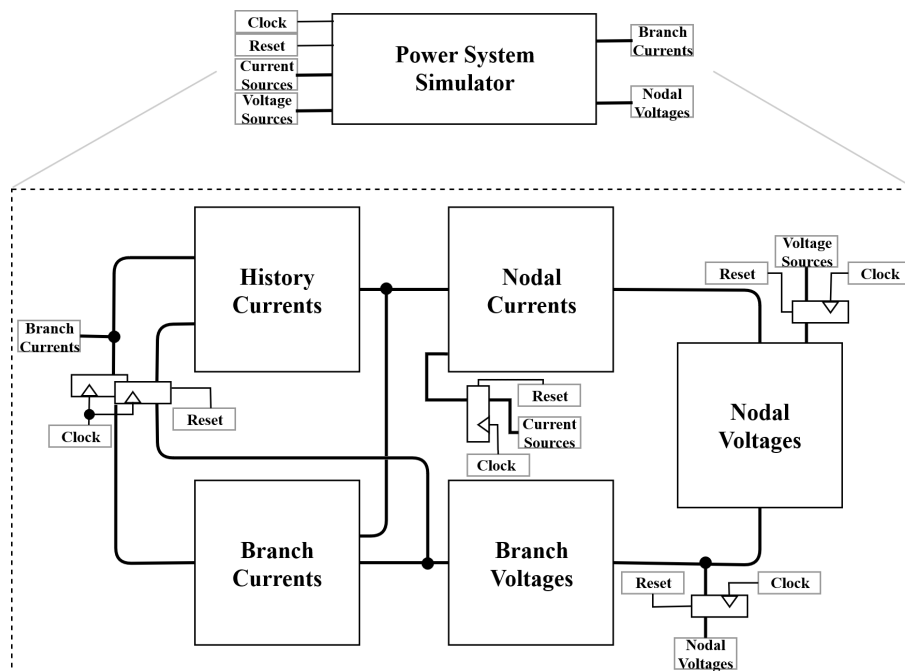 Clock
Reset
Current
Sources
Voltage
Sources
Power System
Simulator
Branch
Currents
Nodal
Voltages
History
Currents
Nodal
Currents
Voltage
Sources
Reset
Clock
Branch
Currents
Reset
Clock
Reset
Current
Sources
Clock
Nodal
Voltages
Branch
Currents
Branch
Voltages
Reset
Clock
Nodal
Voltages